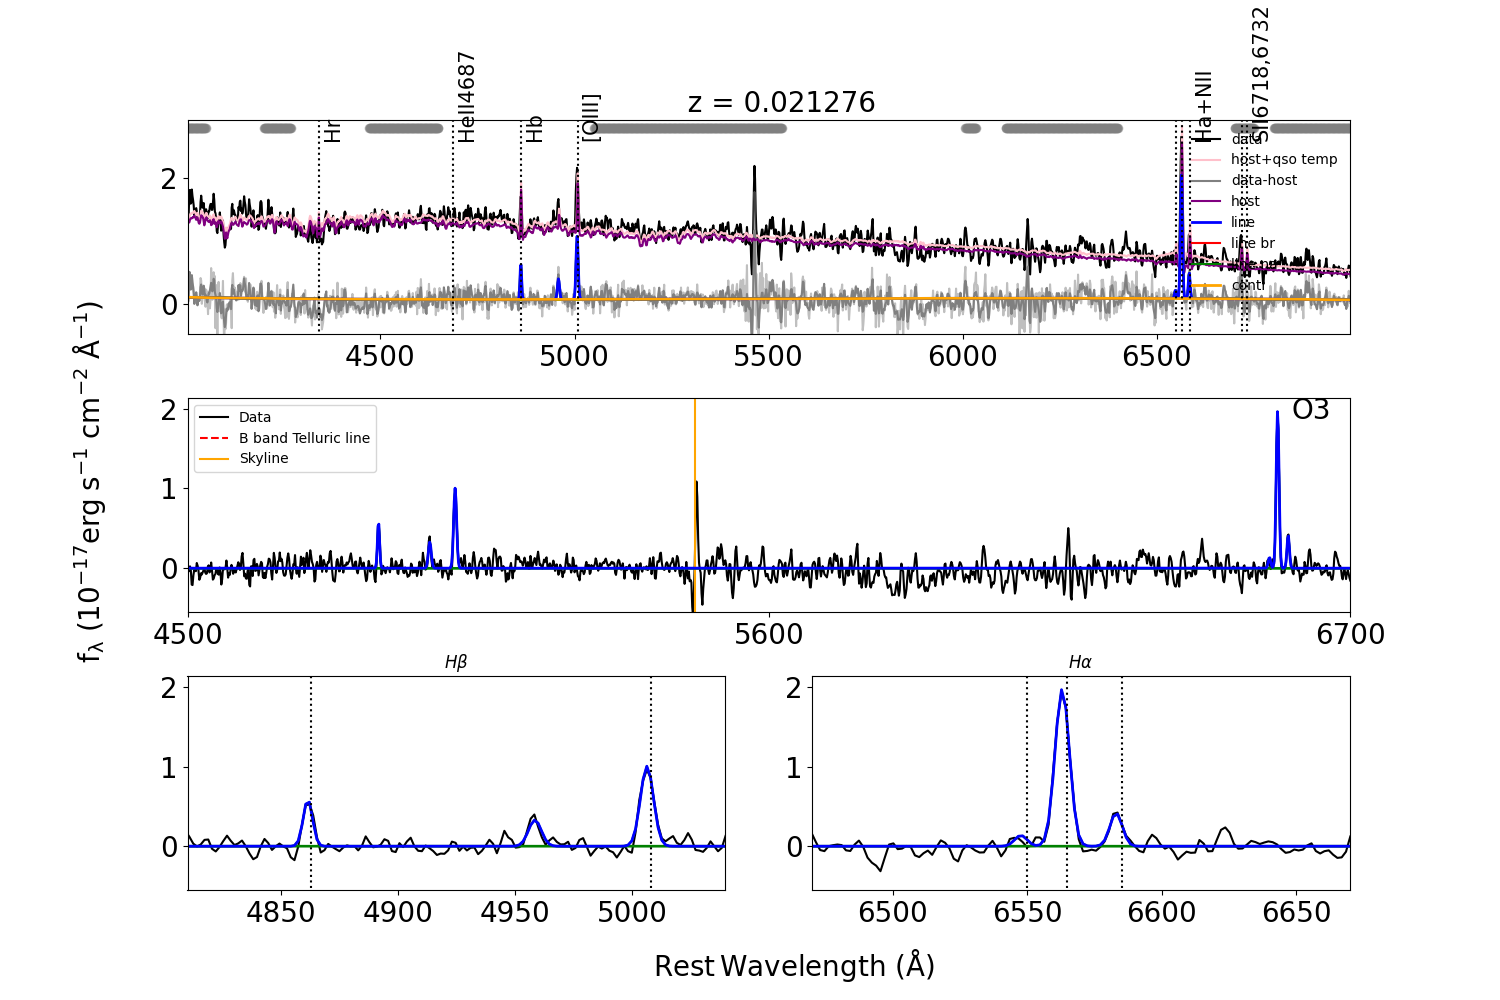 z = 0.021276
Hr
HeII4687
Hb
[OIII]
Ha+NII
SII6718,6732
data
host+qso temp
data-host
host
line
line br
conti
2
0
4500 5000 5500 6000 6500
f_λ (10^−17 erg s^−1 cm^−2 Å^−1)
Data
B band Telluric line
Skyline
O3
2
1
0
4500 5600 6700
Hβ
2
1
0
4850 4900 4950 5000
Hα
2
1
0
6500 6550 6600 6650
Rest Wavelength (Å)